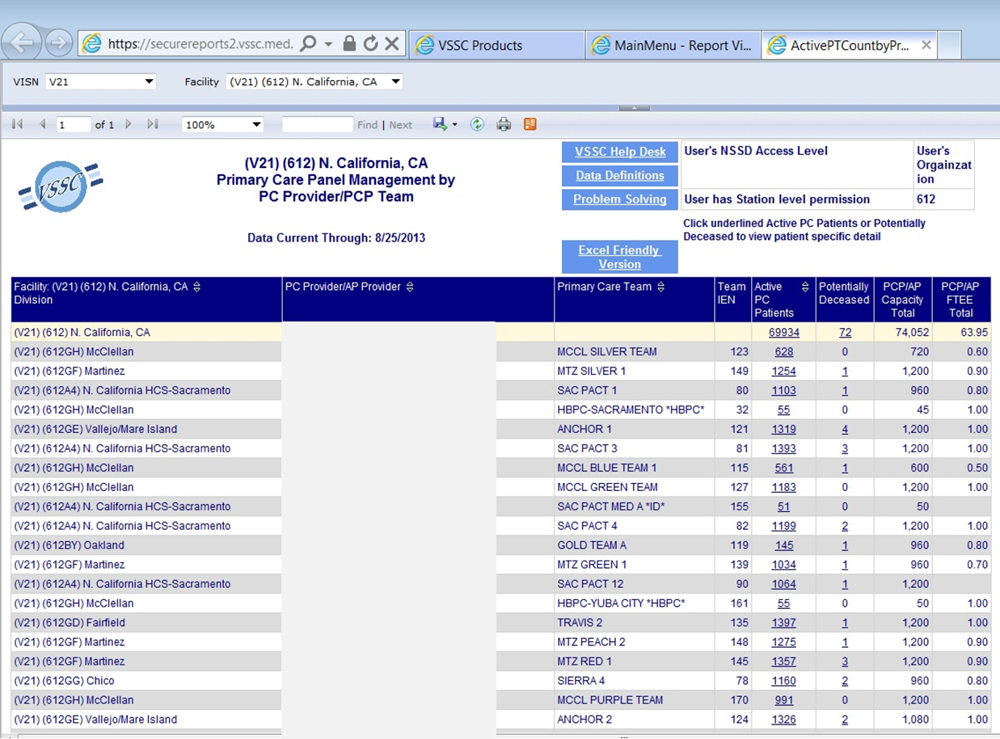 https://securereports2.vssc.med. VSSC Products MainMenu - Report Vi... ActivePTCountbyPr...
VISN V21 Facility (V21) (612) N. California, CA
1 of 1 100% Find | Next
VSSC
(V21) (612) N. California, CA
Primary Care Panel Management by
PC Provider/PCP Team
Data Current Through: 8/25/2013
VSSC Help Desk
Data Definitions
Problem Solving
Excel Friendly
Version
User's NSSD Access Level
User's
Orgainzat
ion
User has Station level permission 612
Click underlined Active PC Patients or Potentially
Deceased to view patient specific detail
Facility: (V21) (612) N. California, CA
Division
PC Provider/AP Provider
Primary Care Team
Team
IEN
Active
PC
Patients
Potentially
Deceased
PCP/AP
Capacity
Total
PCP/AP
FTEE
Total
(V21) (612) N. California, CA 69934 72 74,052 63.95
(V21) (612GH) McClellan MCCL SILVER TEAM 123 628 0 720 0.60
(V21) (612GF) Martinez MTZ SILVER 1 149 1254 1 1,200 0.90
(V21) (612A4) N. California HCS-Sacramento SAC PACT 1 80 1103 1 960 0.80
(V21) (612GH) McClellan HBPC-SACRAMENTO *HBPC* 32 55 0 45 1.00
(V21) (612GE) Vallejo/Mare Island ANCHOR 1 121 1319 4 1,200 1.00
(V21) (612A4) N. California HCS-Sacramento SAC PACT 3 81 1393 3 1,200 1.00
(V21) (612GH) McClellan MCCL BLUE TEAM 1 115 561 1 600 0.50
(V21) (612GH) McClellan MCCL GREEN TEAM 127 1183 0 1,200 1.00
(V21) (612A4) N. California HCS-Sacramento SAC PACT MED A *ID* 155 51 0 50
(V21) (612A4) N. California HCS-Sacramento SAC PACT 4 82 1199 2 1,200 1.00
(V21) (612BY) Oakland GOLD TEAM A 119 145 1 960 0.80
(V21) (612GF) Martinez MTZ GREEN 1 139 1034 1 960 0.70
(V21) (612A4) N. California HCS-Sacramento SAC PACT 12 90 1064 1 1,200
(V21) (612GH) McClellan HBPC-YUBA CITY *HBPC* 161 55 0 50 1.00
(V21) (612GD) Fairfield TRAVIS 2 135 1397 1 1,200 1.00
(V21) (612GF) Martinez MTZ PEACH 2 148 1275 1 1,200 0.90
(V21) (612GF) Martinez MTZ RED 1 145 1357 3 1,200 0.90
(V21) (612GG) Chico SIERRA 4 78 1160 2 960 0.80
(V21) (612GH) McClellan MCCL PURPLE TEAM 170 991 0 1,200 1.00
(V21) (612GE) Vallejo/Mare Island ANCHOR 2 124 1326 2 1,080 1.00